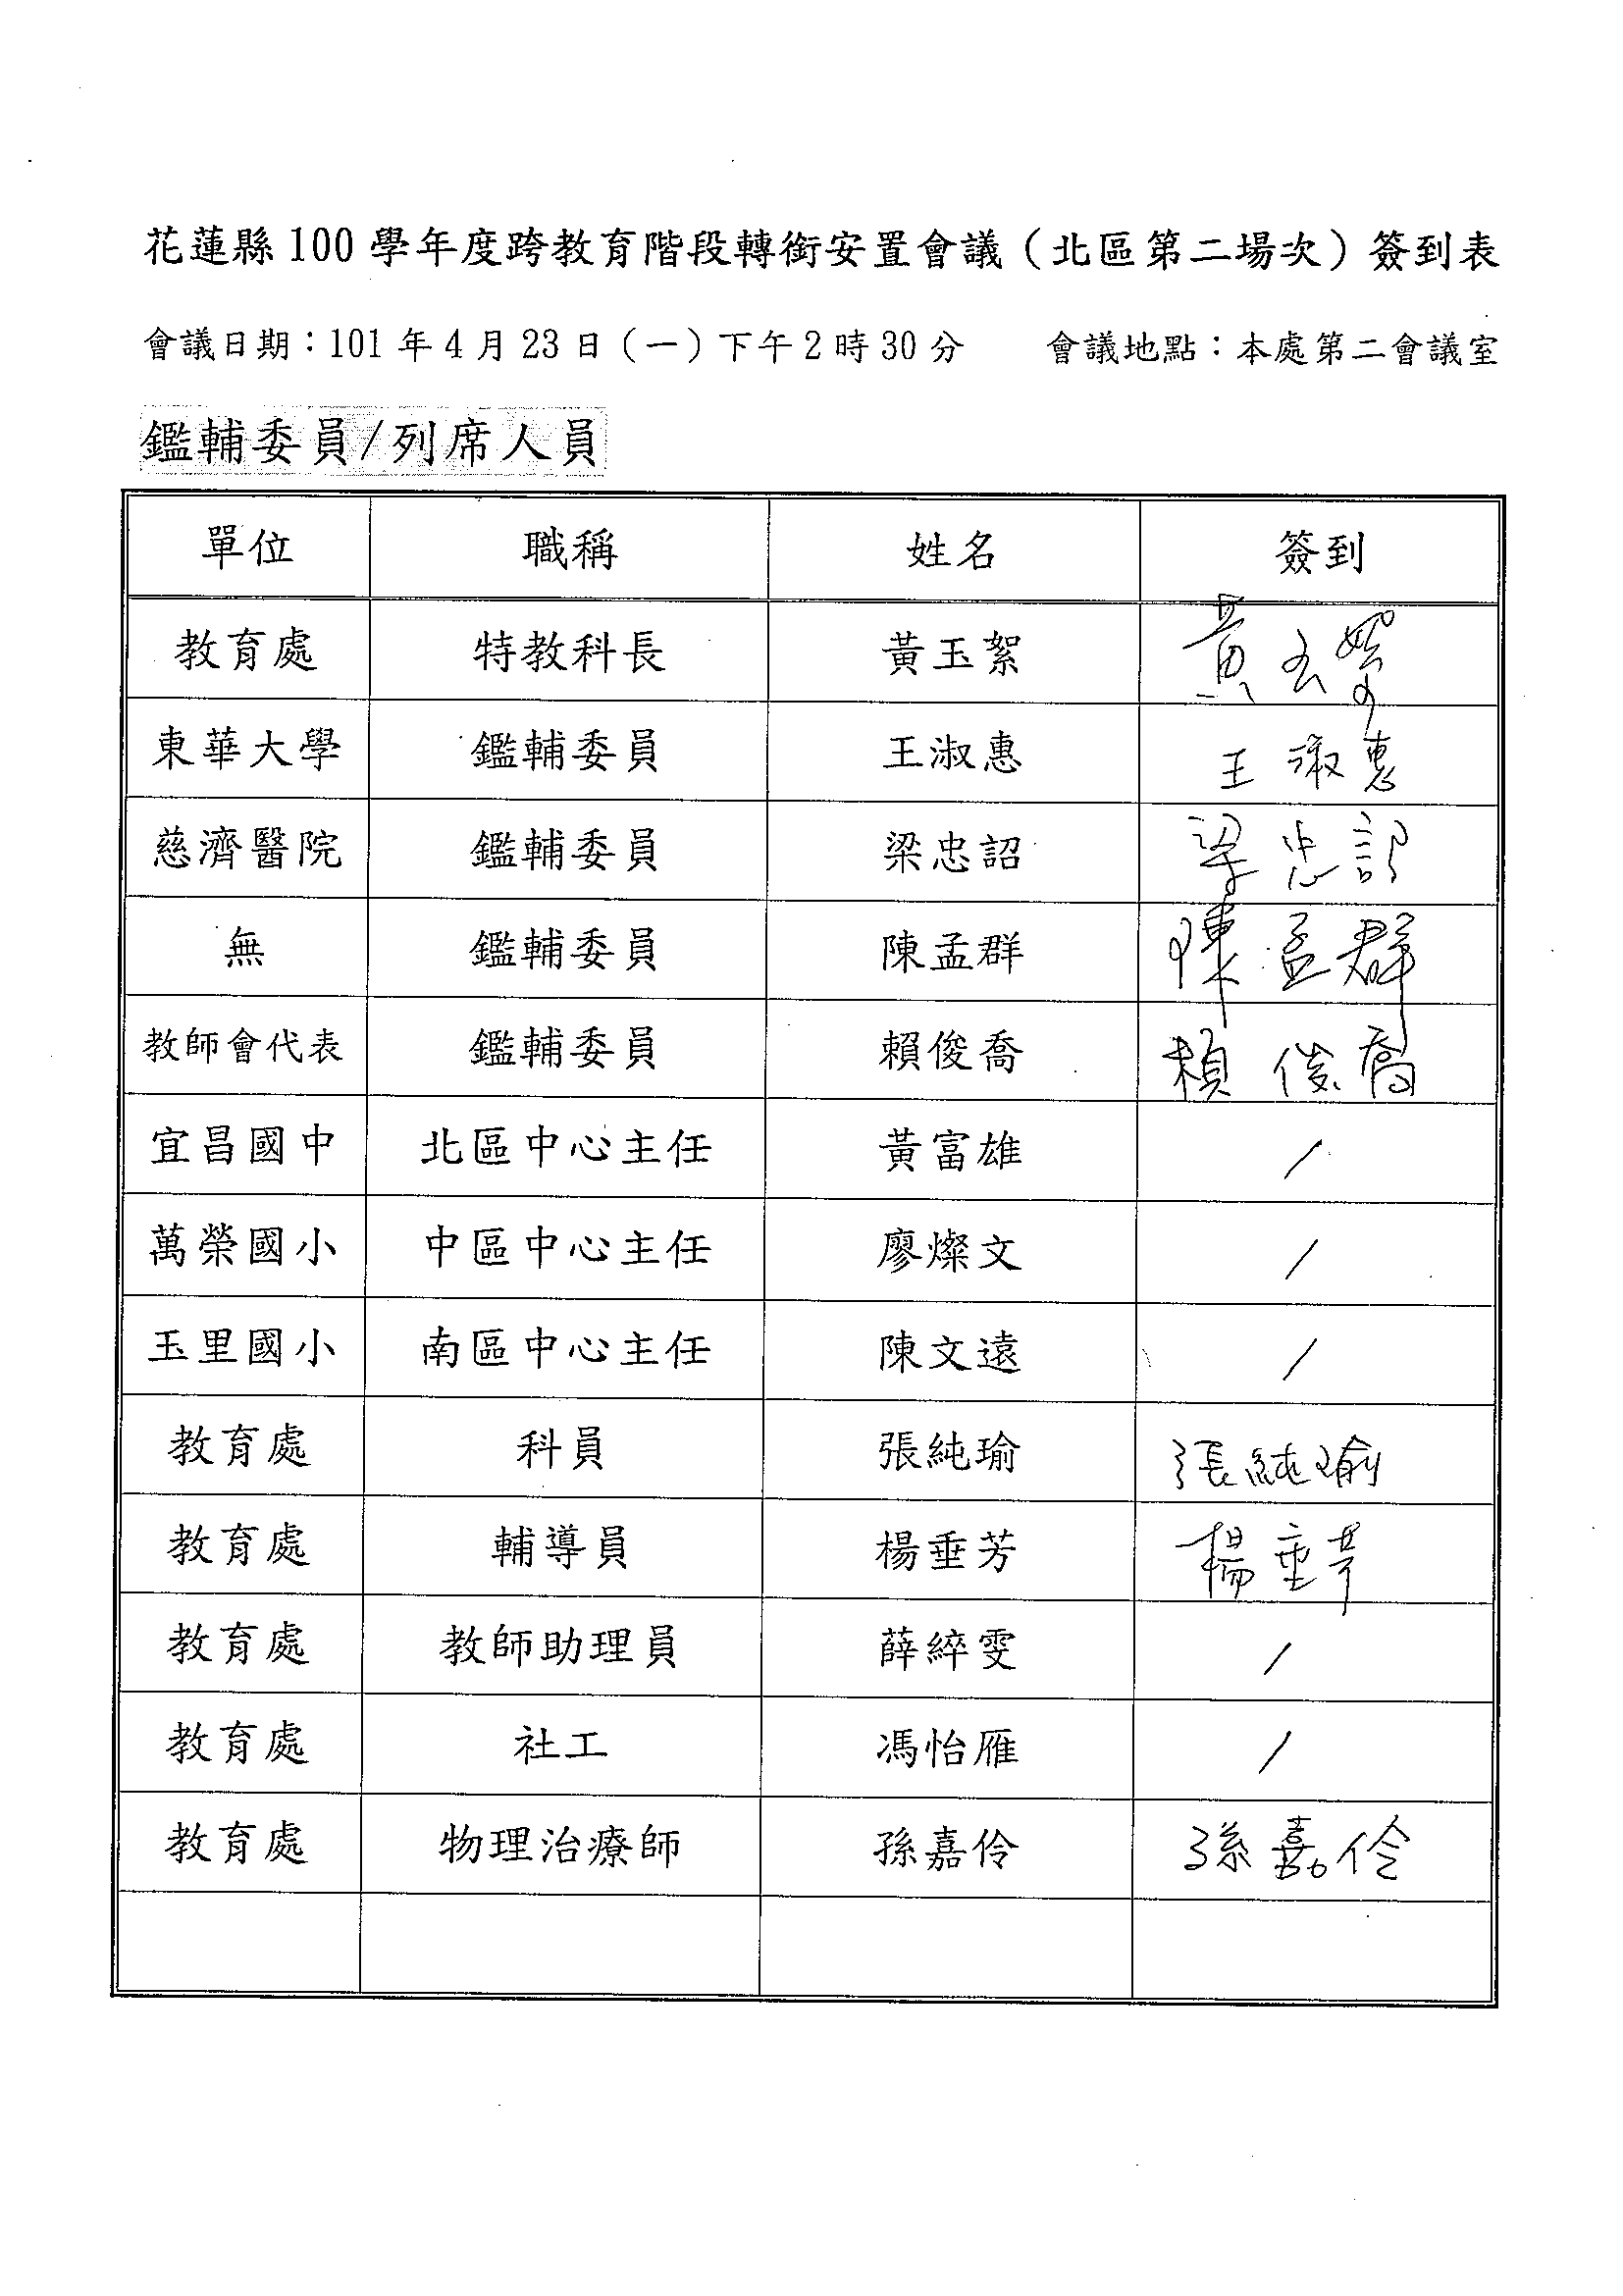 花蓮縣 100 學年度跨教育階段轉銜安置會議（北區第二場次）簽到表
會議日期：101 年 4 月 23 日（一）下午 2 時 30 分　　會議地點：本處第二會議室
鑑輔委員/列席人員
單位 職稱 姓名 簽到
教育處 特教科長 黃玉絮 黃玉絮
東華大學 鑑輔委員 王淑惠 王淑惠
慈濟醫院 鑑輔委員 梁忠詔 梁忠詔
無 鑑輔委員 陳孟群 陳孟群
教師會代表 鑑輔委員 賴俊喬 賴俊喬
宜昌國中 北區中心主任 黃富雄 /
萬榮國小 中區中心主任 廖燦文 /
玉里國小 南區中心主任 陳文遠 /
教育處 科員 張純瑜 張純瑜
教育處 輔導員 楊垂芳 楊垂芳
教育處 教師助理員 薛綷雯 /
教育處 社工 馮怡雁 /
教育處 物理治療師 孫嘉伶 孫嘉伶